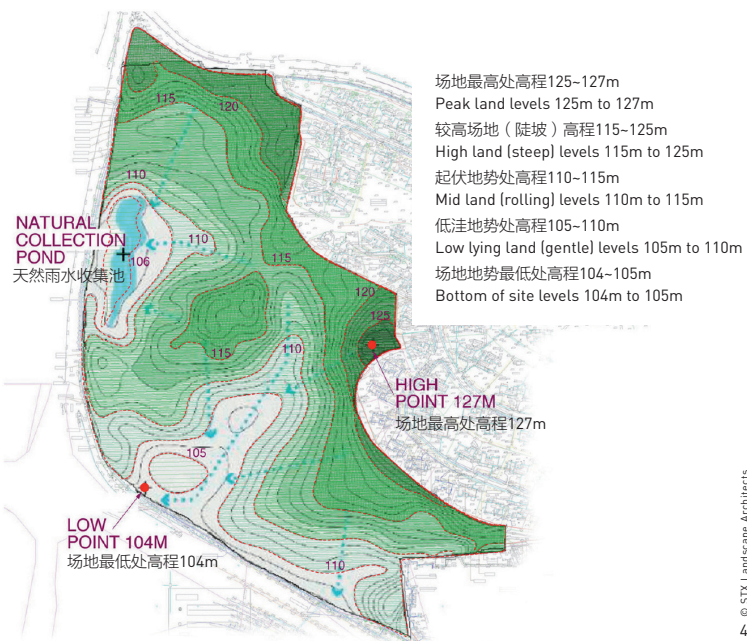 场地最高处高程125~127m
Peak land levels 125m to 127m
较高场地（陡坡）高程115~125m
High land (steep) levels 115m to 125m
起伏地势处高程110~115m
Mid land (rolling) levels 110m to 115m
低洼地势处高程105~110m
Low lying land (gentle) levels 105m to 110m
场地地势最低处高程104~105m
Bottom of site levels 104m to 105m
115
120
110
NATURAL
COLLECTION
POND
天然雨水收集池
106
110
115
120
125
115
110
HIGH
POINT 127M
场地最高处高程127m
105
LOW
POINT 104M
场地最低处高程104m
110
© STX Landscape Architects
4